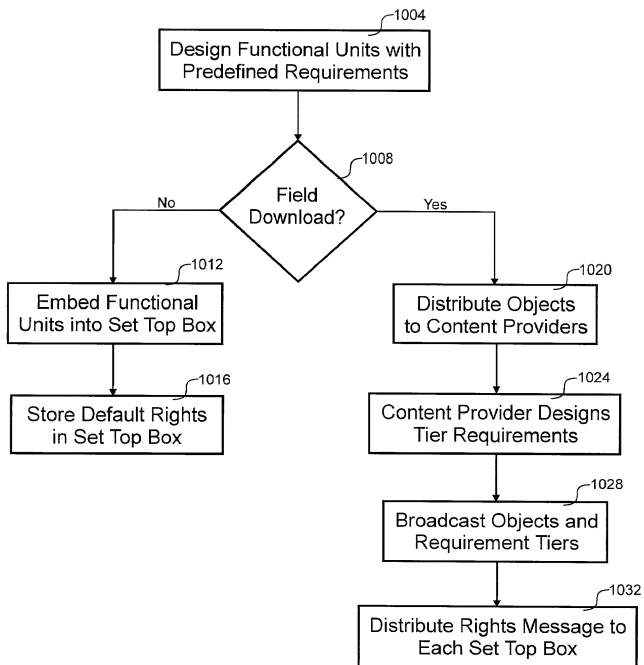 1004
Design Functional Units with
Predefined Requirements
1008
Field
Download?
No
Yes
1012
Embed Functional
Units into Set Top Box
1016
Store Default Rights
in Set Top Box
1020
Distribute Objects
to Content Providers
1024
Content Provider Designs
Tier Requirements
1028
Broadcast Objects and
Requirement Tiers
1032
Distribute Rights Message to
Each Set Top Box